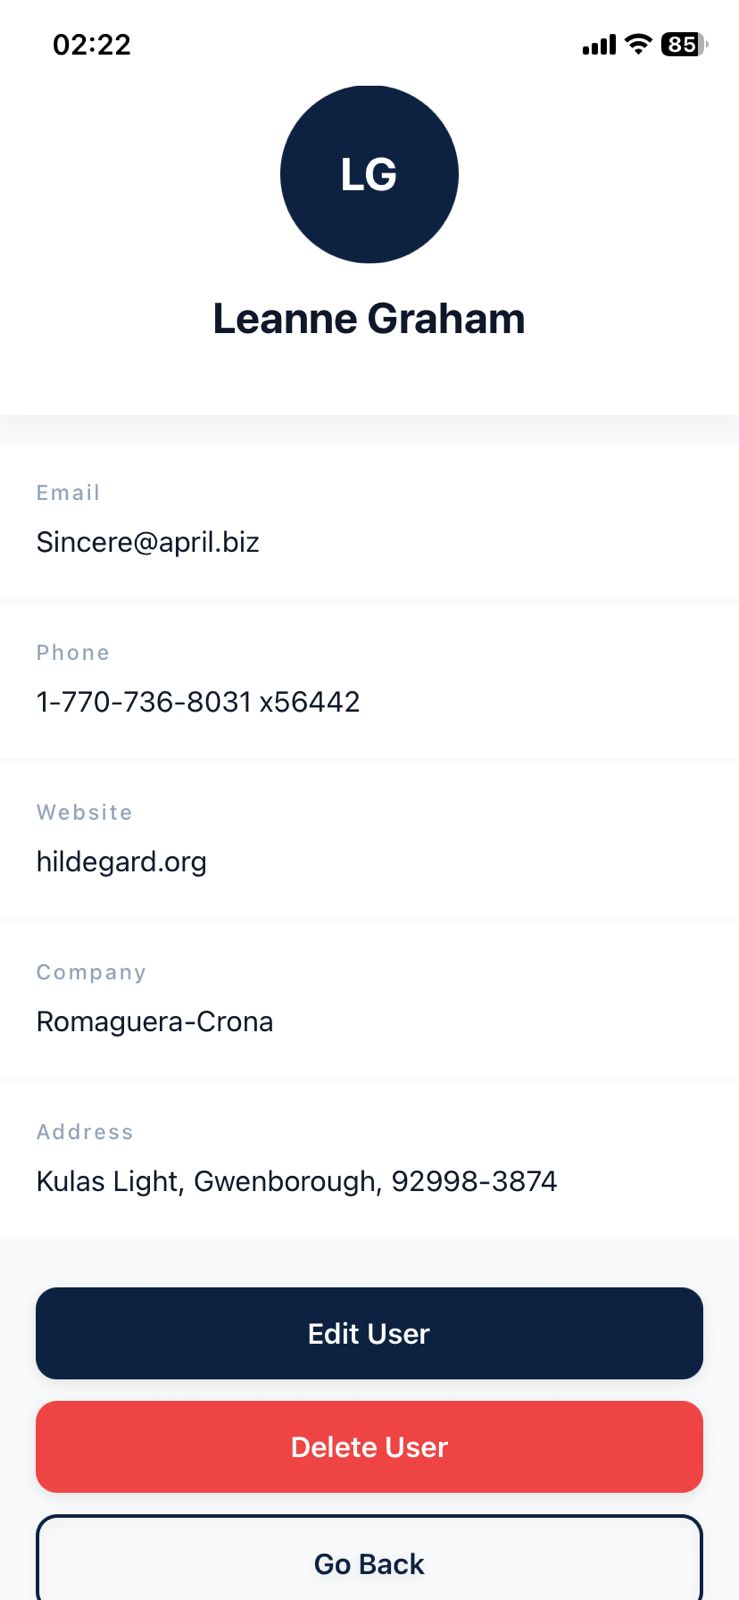 02:22
85
LG
Leanne Graham
Email
Sincere@april.biz
Phone
1-770-736-8031 x56442
Website
hildegard.org
Company
Romaguera-Crona
Address
Kulas Light, Gwenborough, 92998-3874
Edit User
Delete User
Go Back